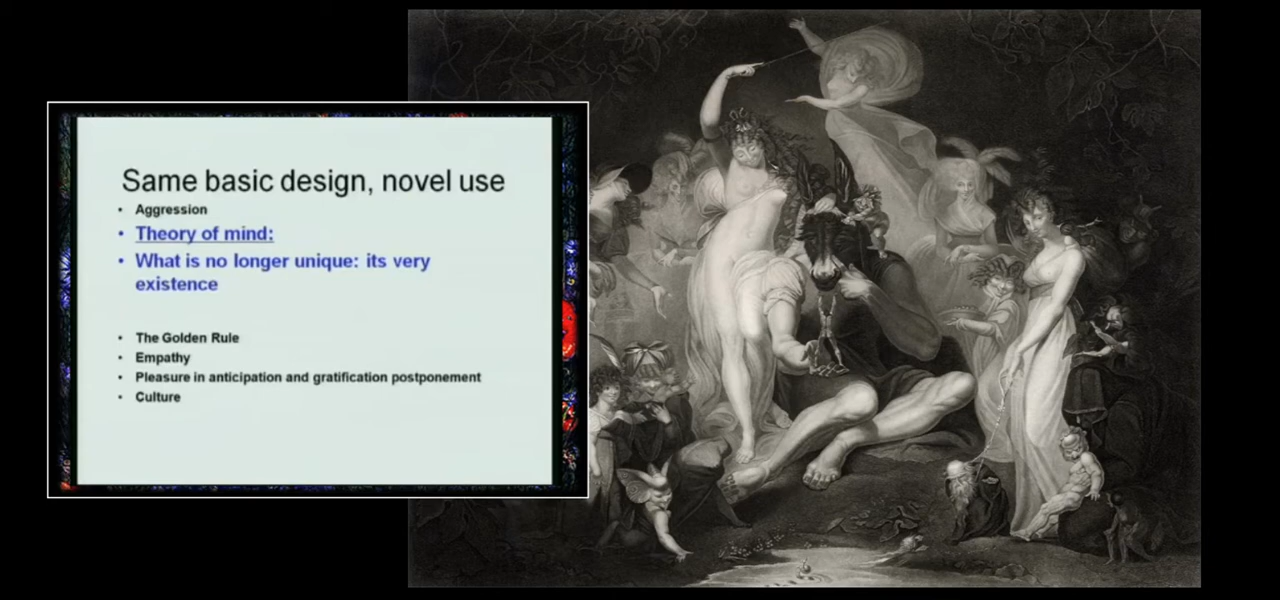 Same basic design, novel use
• Aggression
• Theory of mind:
• What is no longer unique: its very
existence
• The Golden Rule
• Empathy
• Pleasure in anticipation and gratification postponement
• Culture